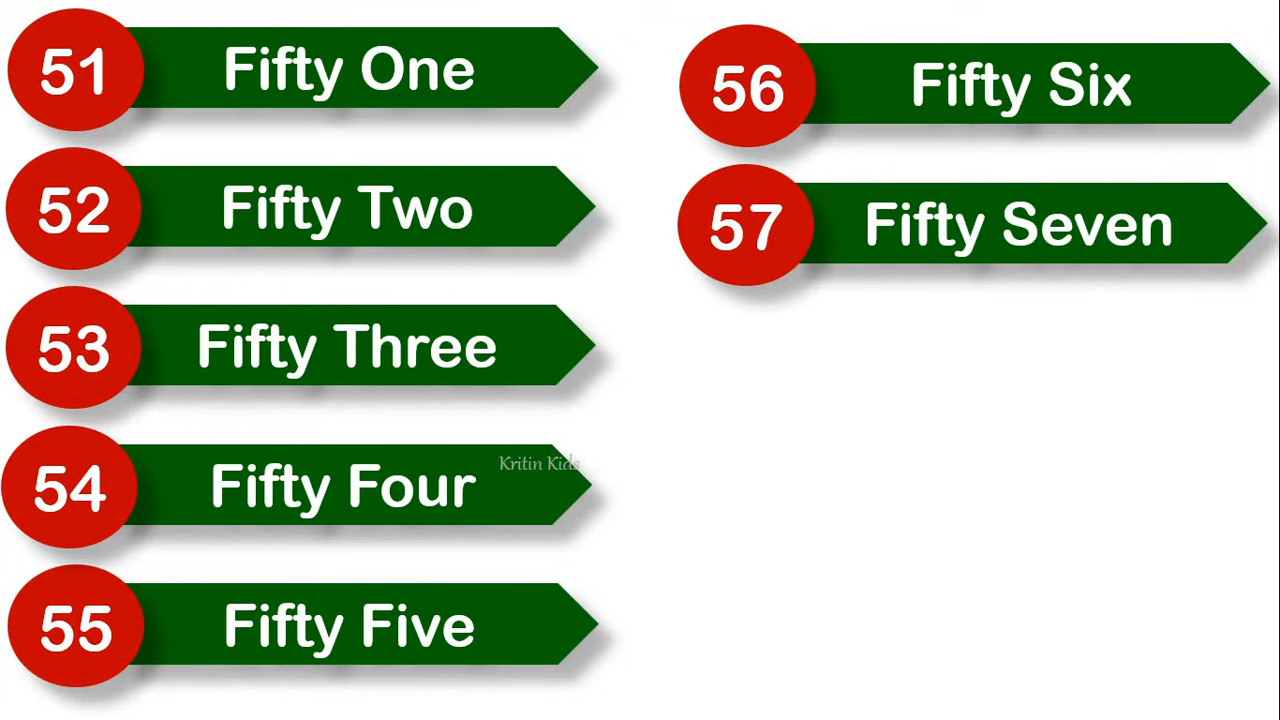 51 Fifty One
52 Fifty Two
53 Fifty Three
54 Fifty Four
Kritin Kids
55 Fifty Five
56 Fifty Six
57 Fifty Seven